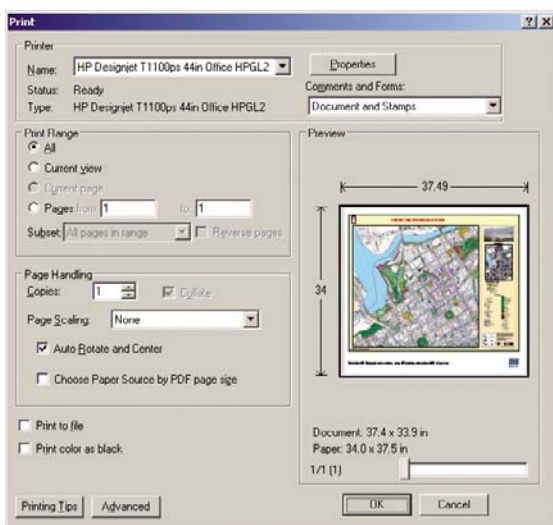 Print
Printer
Name: HP Designjet T1100ps 44in Office HPGL2
Properties
Status: Ready
Comments and Forms:
Type: HP Designjet T1100ps 44in Office HPGL2
Document and Stamps
Print Range
All
Current view
Current page
Pages from: 1 to: 1
Subset: All pages in range
Reverse pages
Page Handling
Copies: 1
Collate
Page Scaling: None
Auto-Rotate and Center
Choose Paper Source by PDF page size
Print to file
Print color as black
Printing Tips
Advanced
Preview
37.49
34
Document: 37.4 x 33.9 in
Paper: 34.0 x 37.5 in
1/1 (1)
OK
Cancel